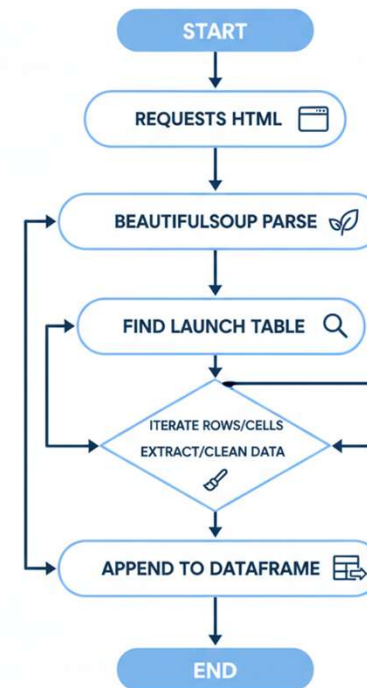 START
REQUESTS HTML
BEAUTIFULSOUP PARSE
FIND LAUNCH TABLE
ITERATE ROWS/CELLS
EXTRACT/CLEAN DATA
APPEND TO DATAFRAME
END